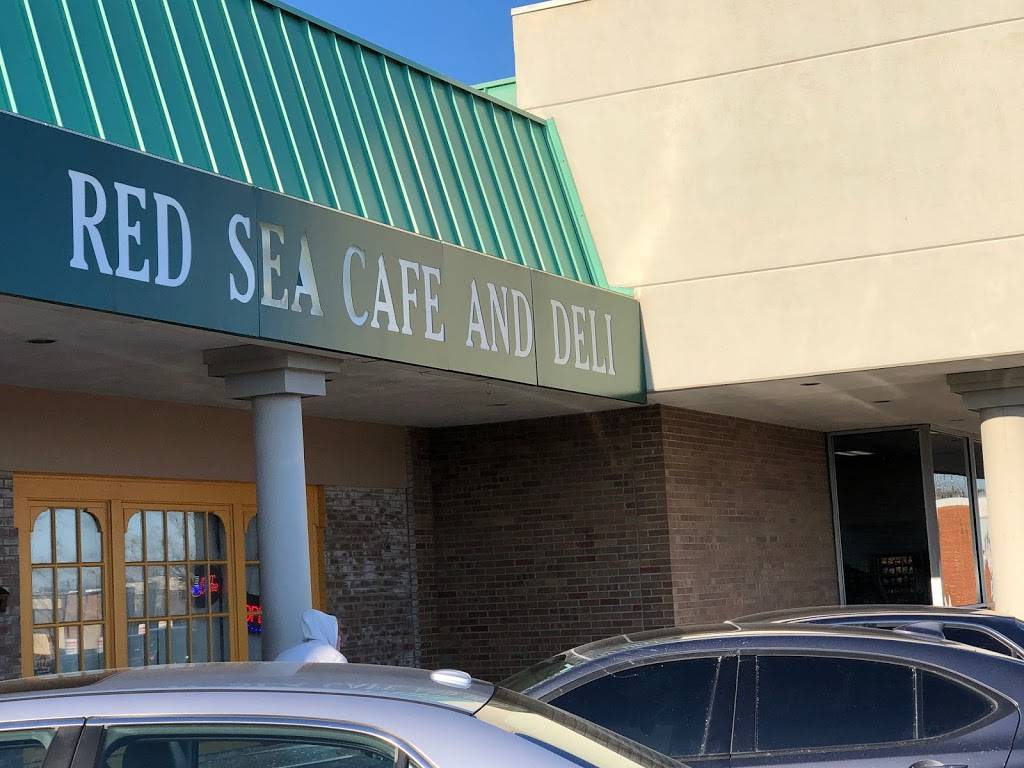 RED SEA CAFE AND DELI